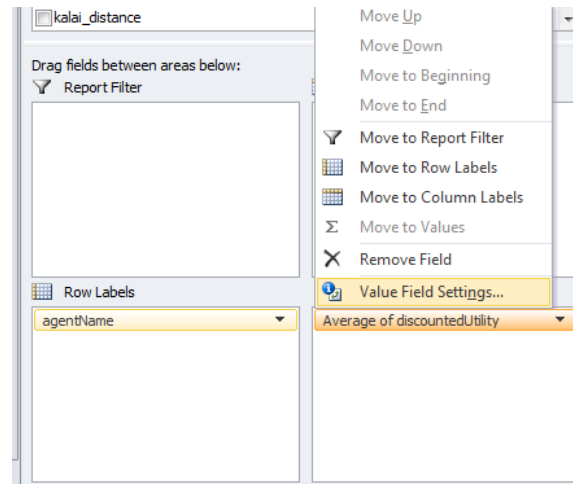 kalai_distance
Drag fields between areas below:
Report Filter
Move Up
Move Down
Move to Beginning
Move to End
Move to Report Filter
Move to Row Labels
Move to Column Labels
Σ Move to Values
Remove Field
Value Field Settings...
Row Labels
agentName
Average of discountedUtility